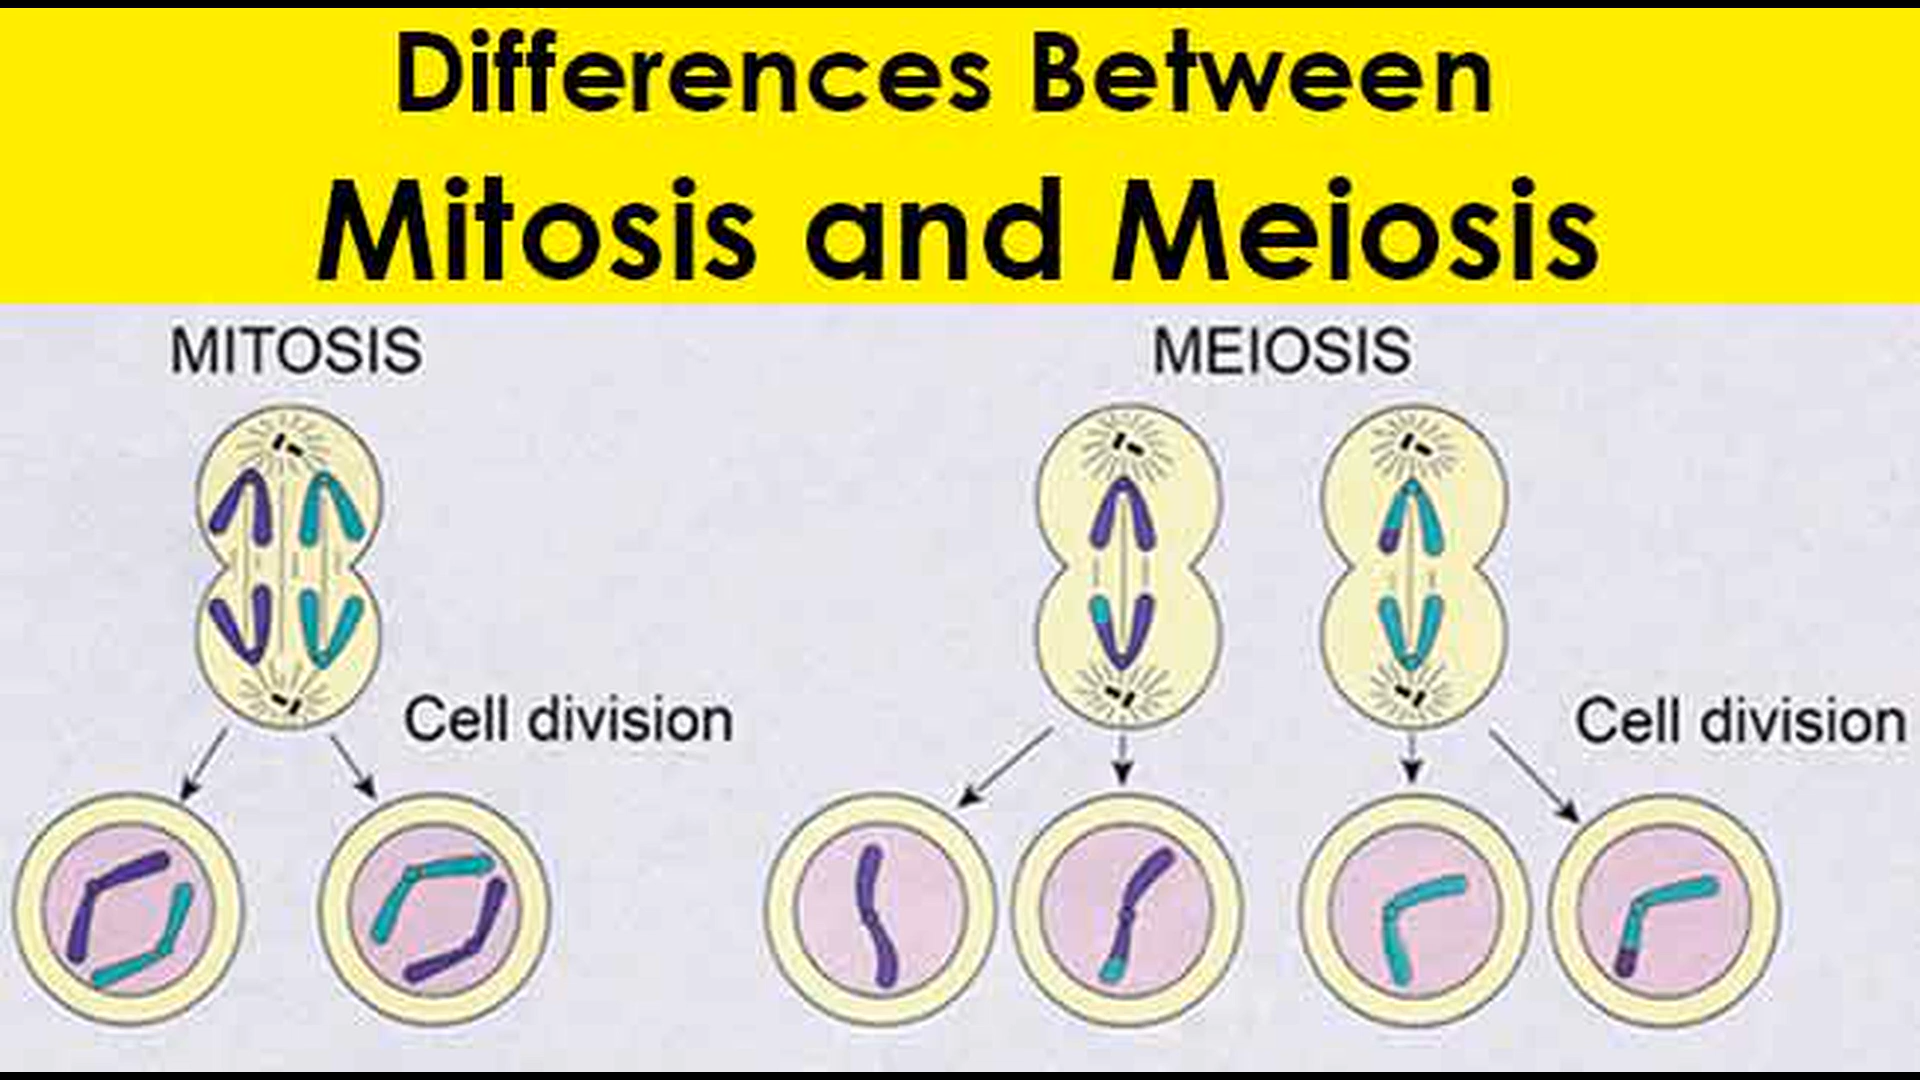 Differences Between
Mitosis and Meiosis
MITOSIS
MEIOSIS
Cell division
Cell division